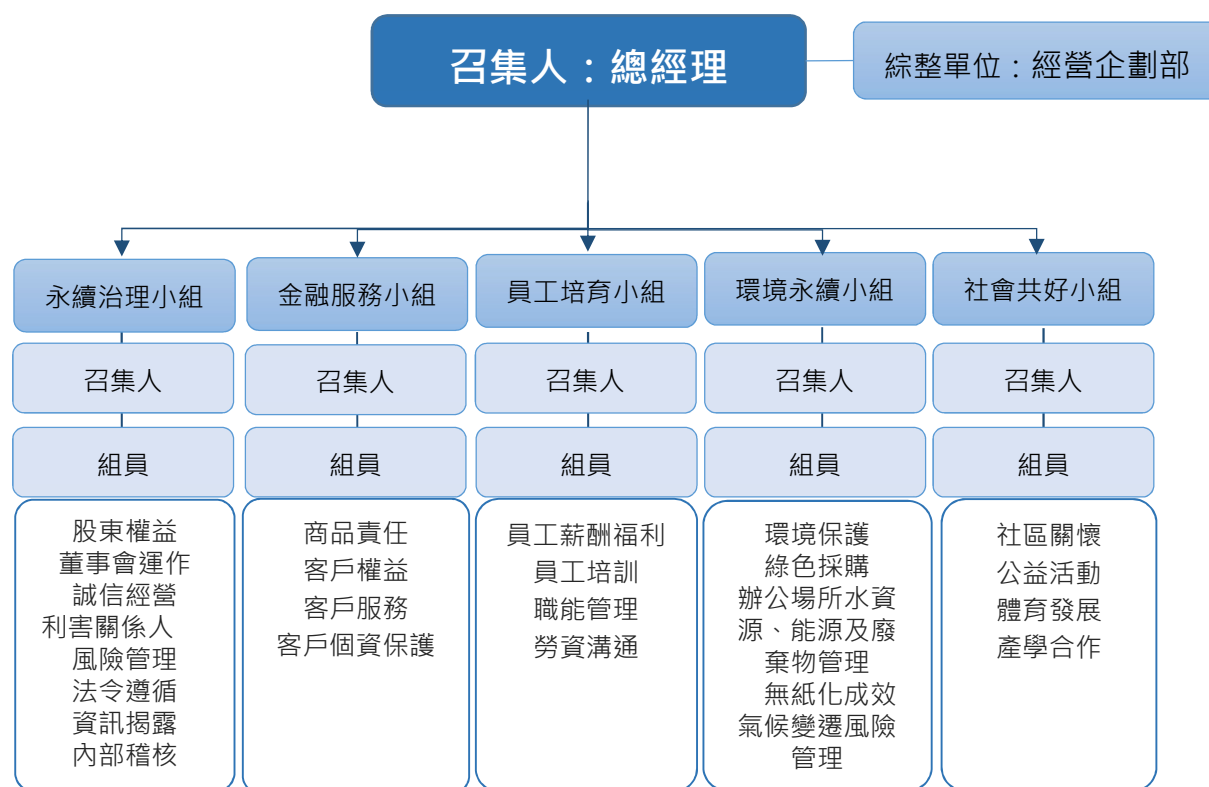 召集人：總經理
綜整單位：經營企劃部
永續治理小組
召集人
組員
股東權益
董事會運作
誠信經營
利害關係人
風險管理
法令遵循
資訊揭露
內部稽核
金融服務小組
召集人
組員
商品責任
客戶權益
客戶服務
客戶個資保護
員工培育小組
召集人
組員
員工薪酬福利
員工培訓
職能管理
勞資溝通
環境永續小組
召集人
組員
環境保護
綠色採購
辦公場所水資
源、能源及廢
棄物管理
無紙化成效
氣候變遷風險
管理
社會共好小組
召集人
組員
社區關懷
公益活動
體育發展
產學合作